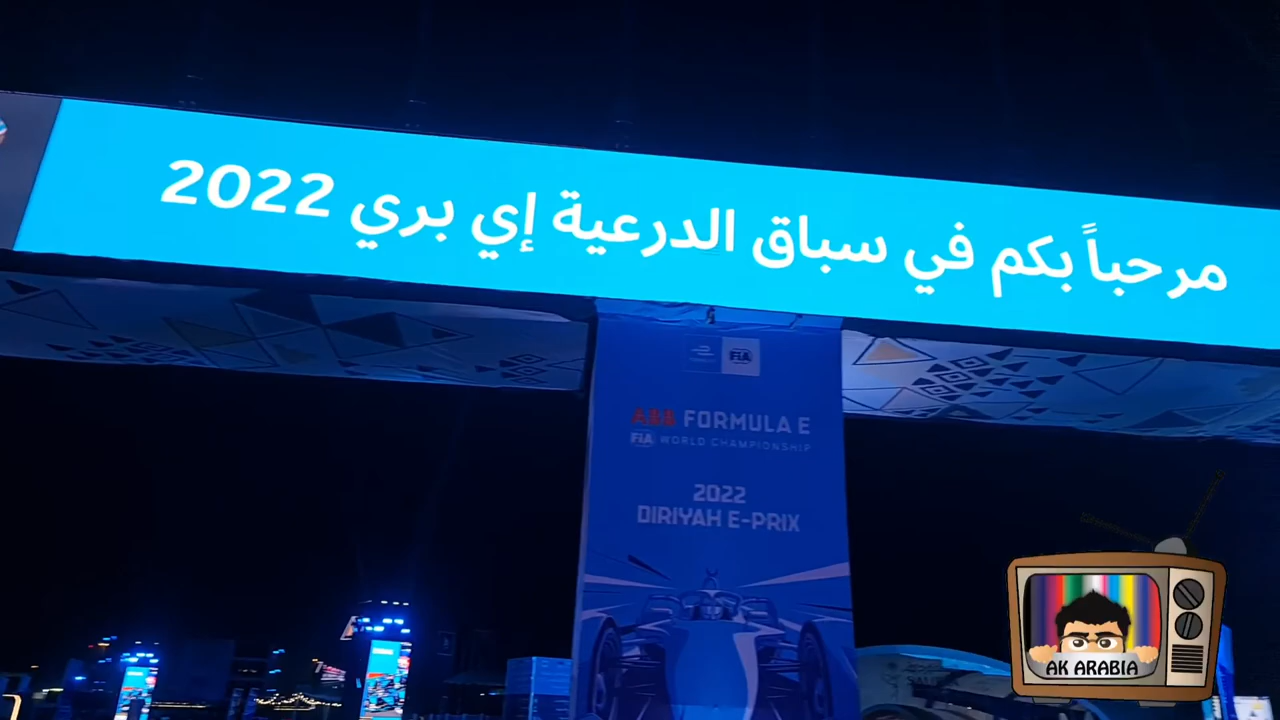 مرحباً بكم في سباق الدرعية إي بري 2022
FIA
ABB FORMULA E
FIA WORLD CHAMPIONSHIP
2022
DIRIYAH E-PRIX
AK ARABIA